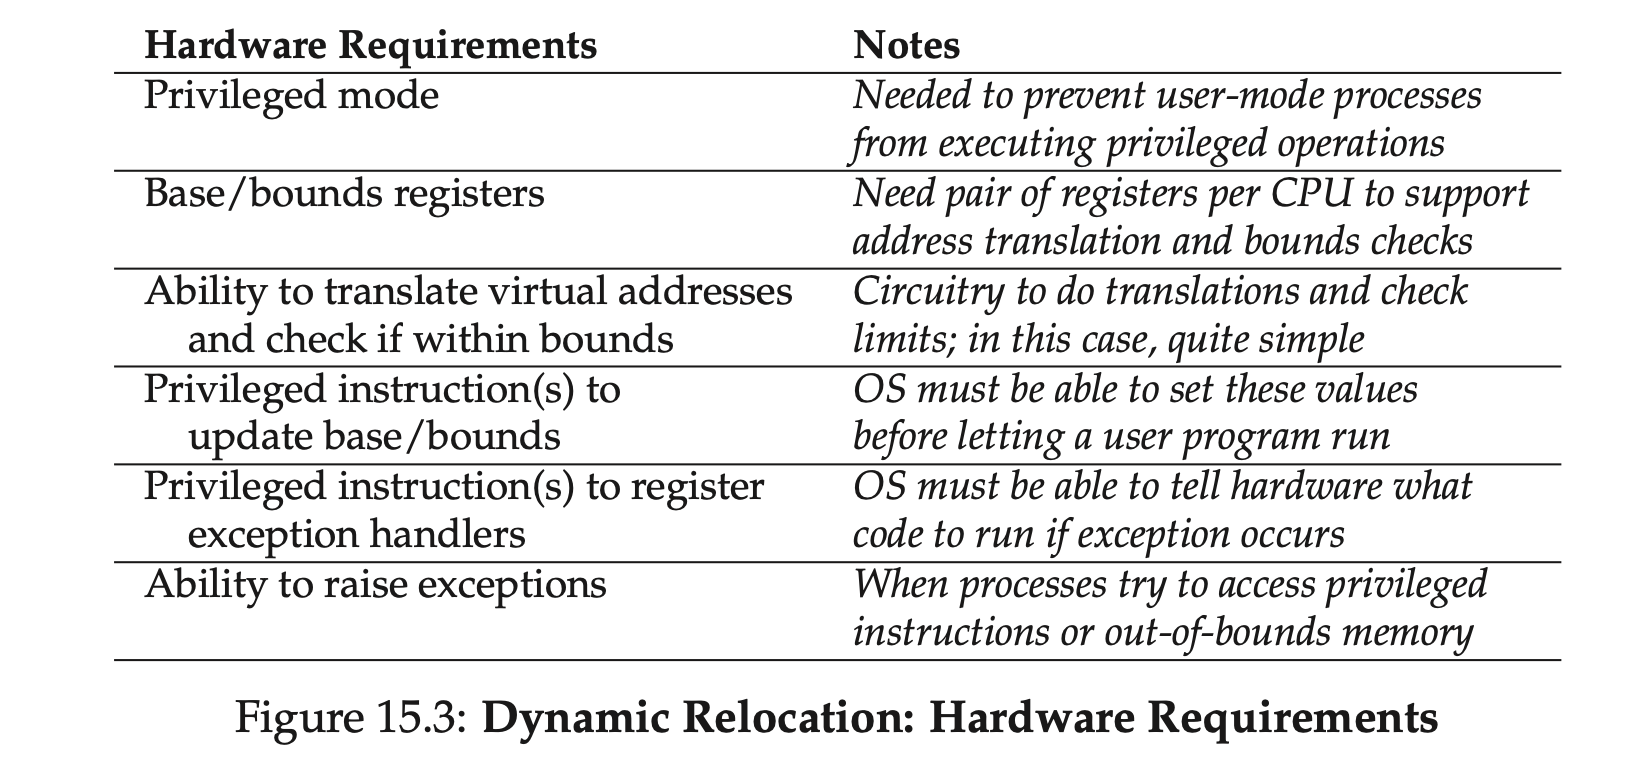 Hardware Requirements Notes
Privileged mode Needed to prevent user-mode processes
from executing privileged operations
Base/bounds registers Need pair of registers per CPU to support
address translation and bounds checks
Ability to translate virtual addresses Circuitry to do translations and check
and check if within bounds limits; in this case, quite simple
Privileged instruction(s) to OS must be able to set these values
update base/bounds before letting a user program run
Privileged instruction(s) to register OS must be able to tell hardware what
exception handlers code to run if exception occurs
Ability to raise exceptions When processes try to access privileged
instructions or out-of-bounds memory
Figure 15.3: Dynamic Relocation: Hardware Requirements